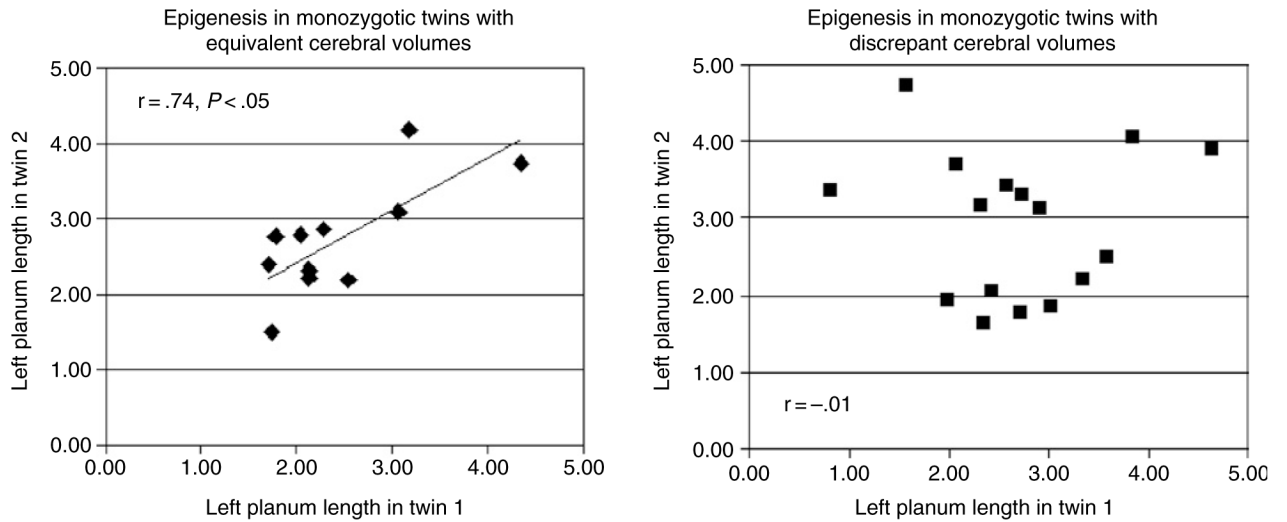 Epigenesis in monozygotic twins with
equivalent cerebral volumes
5.00
4.00
3.00
2.00
1.00
0.00
r = .74, P < .05
0.00 1.00 2.00 3.00 4.00 5.00
Left planum length in twin 1
Left planum length in twin 2
Epigenesis in monozygotic twins with
discrepant cerebral volumes
5.00
4.00
3.00
2.00
1.00
0.00
r = –.01
0.00 1.00 2.00 3.00 4.00 5.00
Left planum length in twin 1
Left planum length in twin 2